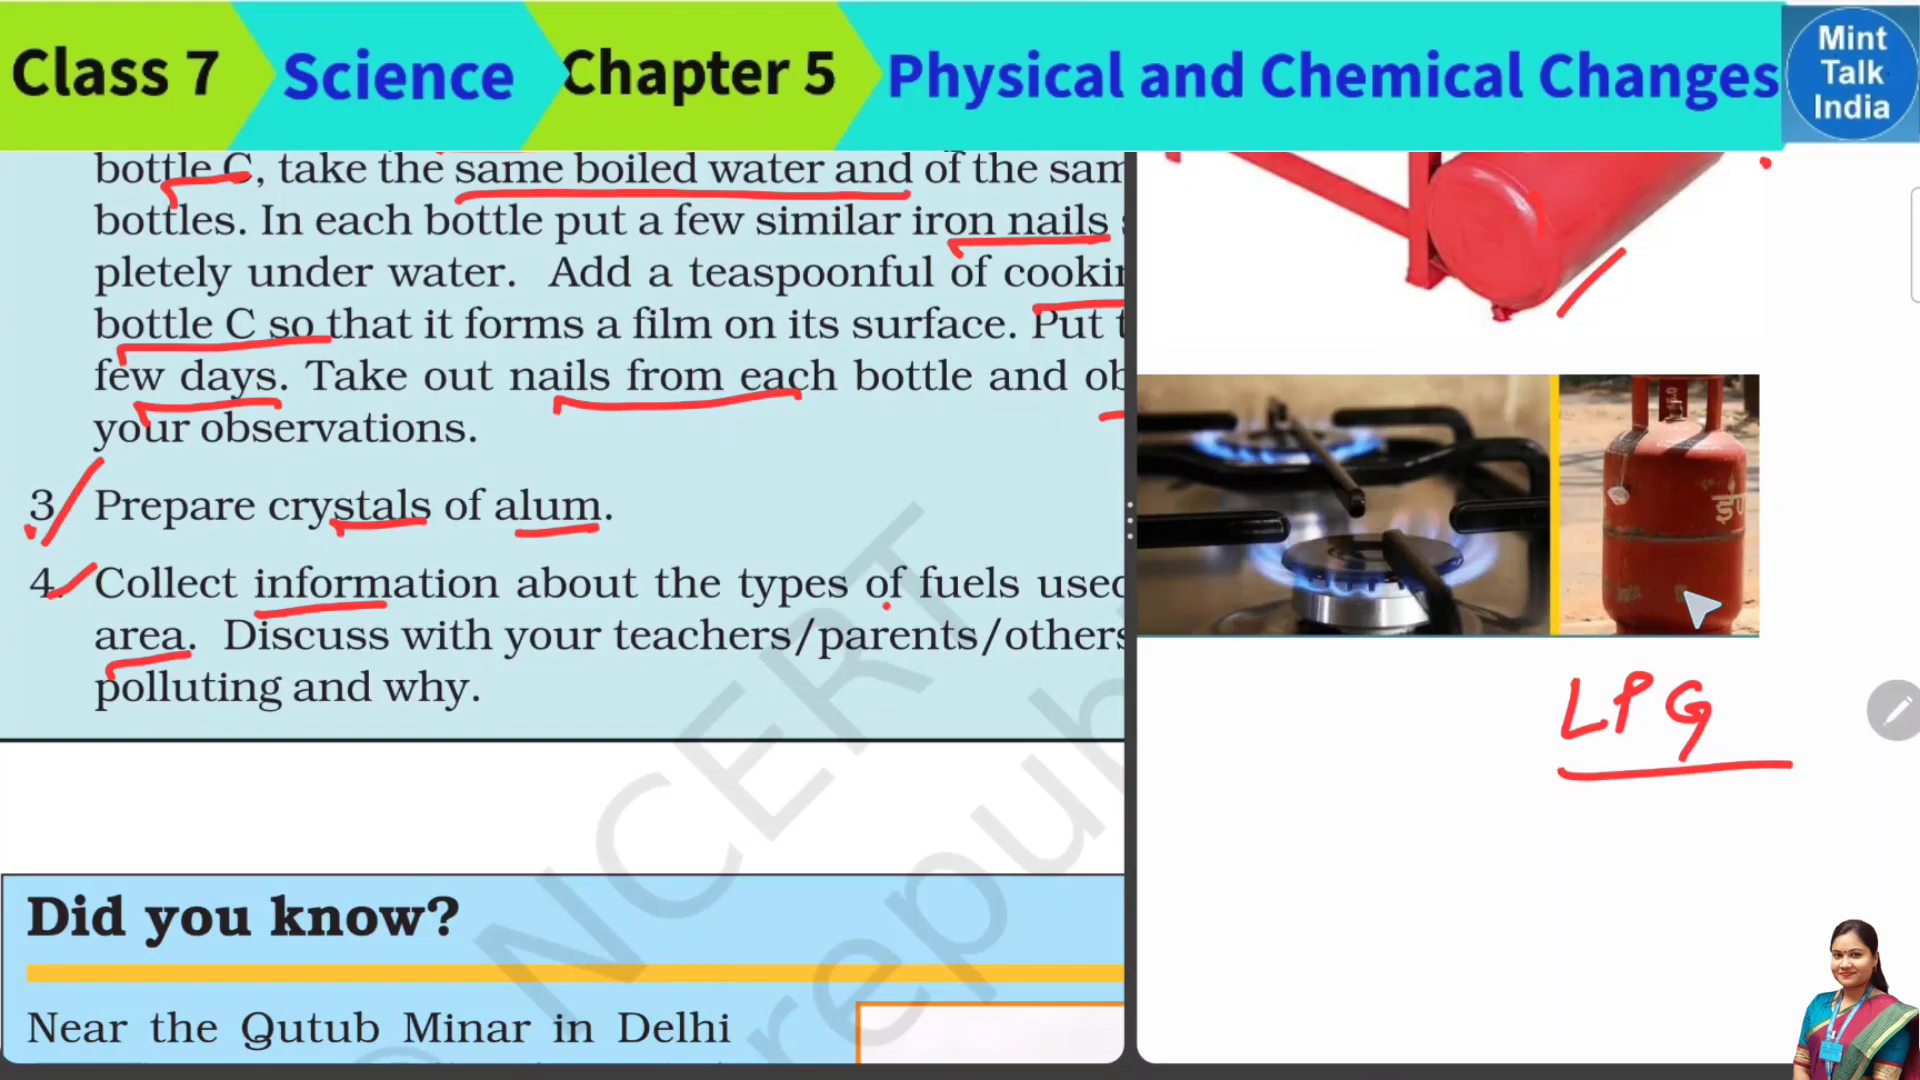 Class 7
Science
Chapter 5
Physical and Chemical Changes
Mint
Talk
India
bottle C, take the same boiled water and of the sam
bottles. In each bottle put a few similar iron nails
pletely under water. Add a teaspoonful of cookin
bottle C so that it forms a film on its surface. Put t
few days. Take out nails from each bottle and ob
your observations.
3. Prepare crystals of alum.
4. Collect information about the types of fuels used
area. Discuss with your teachers/parents/others
polluting and why.
Did you know?
Near the Qutub Minar in Delhi
LPG
NCERT
republ